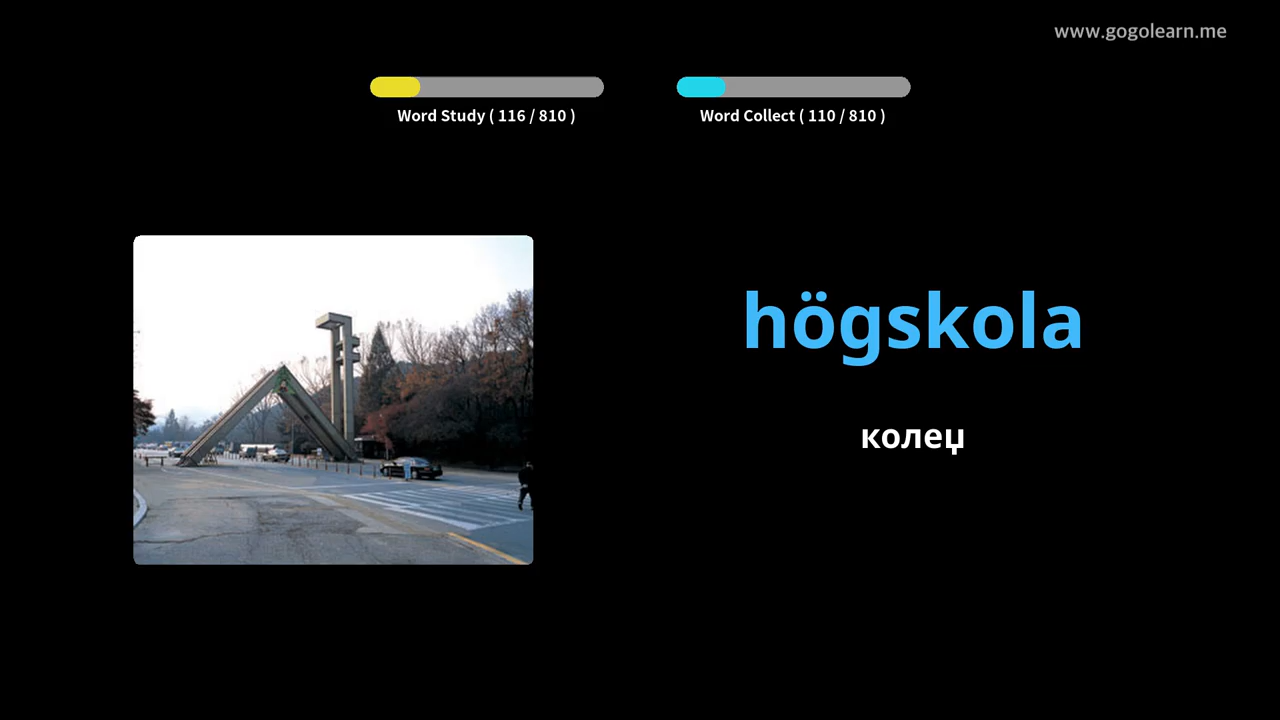 www.gogolearn.me
Word Study ( 116 / 810 )
Word Collect ( 110 / 810 )
högskola
колеџ